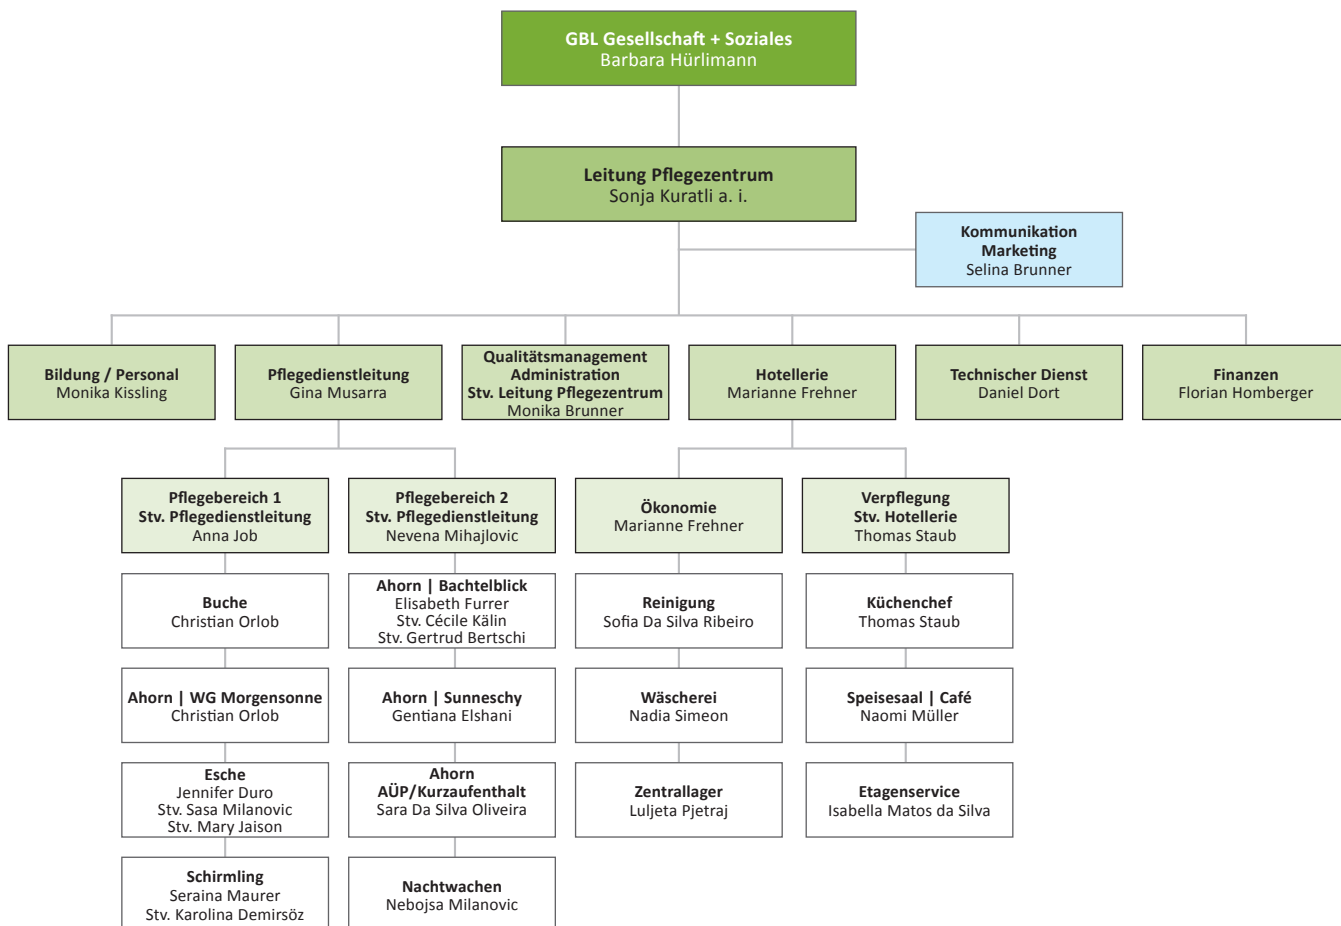 GBL Gesellschaft + Soziales
Barbara Hürlimann
Leitung Pflegezentrum
Sonja Kuratli a. i.
Kommunikation
Marketing
Selina Brunner
Bildung / Personal
Monika Kissling
Pflegedienstleitung
Gina Musarra
Qualitätsmanagement
Administration
Stv. Leitung Pflegezentrum
Monika Brunner
Hotellerie
Marianne Frehner
Technischer Dienst
Daniel Dort
Finanzen
Florian Homberger
Pflegebereich 1
Stv. Pflegedienstleitung
Anna Job
Pflegebereich 2
Stv. Pflegedienstleitung
Nevena Mihajlovic
Ökonomie
Marianne Frehner
Verpflegung
Stv. Hotellerie
Thomas Staub
Buche
Christian Orlob
Ahorn | Bachtelblick
Elisabeth Furrer
Stv. Cécile Kälin
Stv. Gertrud Bertschi
Reinigung
Sofia Da Silva Ribeiro
Küchenchef
Thomas Staub
Ahorn | WG Morgensonne
Christian Orlob
Ahorn | Sunneschy
Gentiana Elshani
Wäscherei
Nadia Simeon
Speisesaal | Café
Naomi Müller
Esche
Jennifer Duro
Stv. Sasa Milanovic
Stv. Mary Jaison
Ahorn
AÜP/Kurzaufenthalt
Sara Da Silva Oliveira
Zentrallager
Luljeta Pjetraj
Etagenservice
Isabella Matos da Silva
Schirmling
Seraina Maurer
Stv. Karolina Demirsöz
Nachtwachen
Nebojsa Milanovic